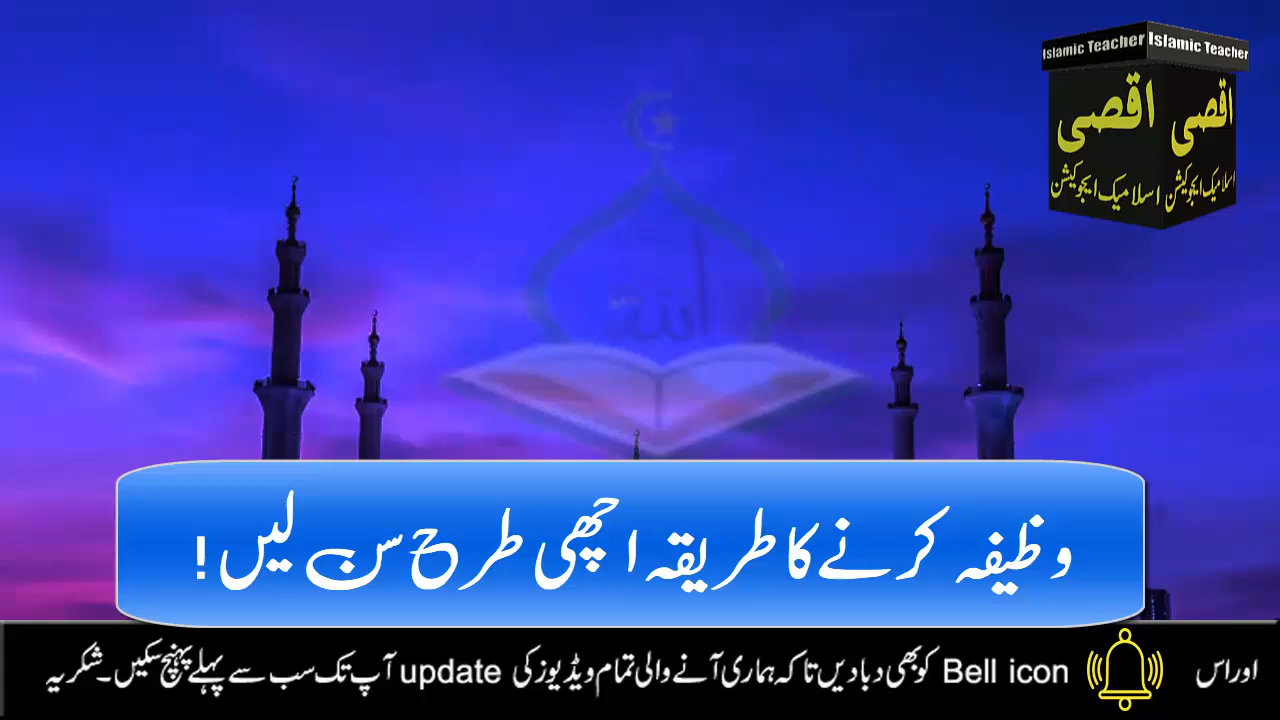 Islamic Teacher Islamic Teacher
اقصی اقصی
اسلامیک ایجوکیشن اسلامیک ایجوکیشن
الله
وظیفہ کرنے کا طریقہ اچھی طرح سن لیں!
اور اس Bell icon کو بھی دبا دیں تا کہ ہماری آنے والی تمام ویڈیوز کی update آپ تک سب سے پہلے پہنچ سکیں۔ شکریہ